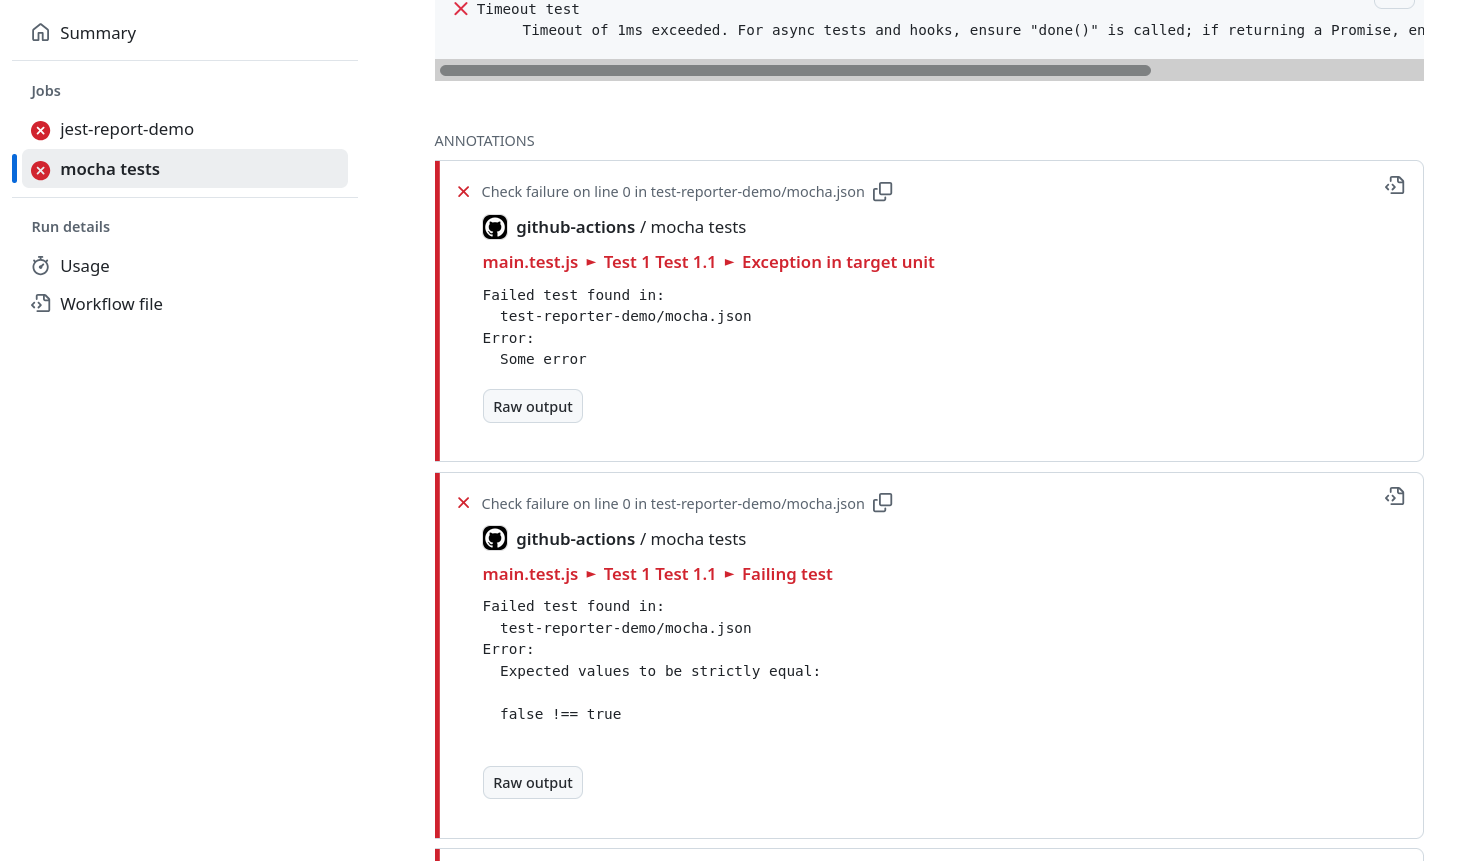 Summary
Jobs
jest-report-demo
mocha tests
Run details
Usage
Workflow file
Timeout test
Timeout of 1ms exceeded. For async tests and hooks, ensure "done()" is called; if returning a Promise, en
ANNOTATIONS
Check failure on line 0 in test-reporter-demo/mocha.json
github-actions / mocha tests
main.test.js ► Test 1 Test 1.1 ► Exception in target unit
Failed test found in:
test-reporter-demo/mocha.json
Error:
Some error
Raw output
Check failure on line 0 in test-reporter-demo/mocha.json
github-actions / mocha tests
main.test.js ► Test 1 Test 1.1 ► Failing test
Failed test found in:
test-reporter-demo/mocha.json
Error:
Expected values to be strictly equal:
false !== true
Raw output